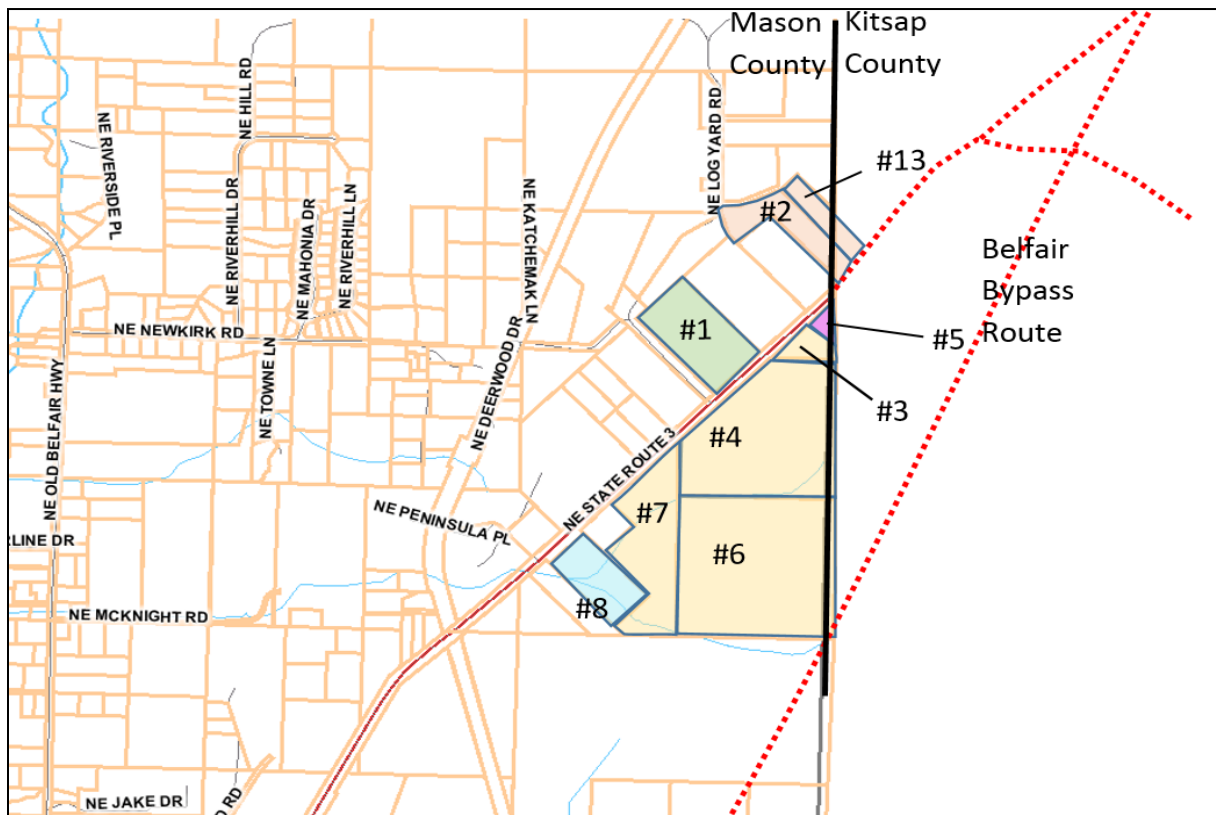 Mason
County
Kitsap
County
NE HILL RD
NE RIVERSIDE PL
NE RIVERHILL DR
NE MAHONIA DR
NE RIVERHILL LN
NE KATCHEMAK LN
NE LOG YARD RD
#13
#2
Belfair
Bypass
Route
NE NEWKIRK RD
#1
#5
#3
NE TOWNE LN
NE DEERWOOD DR
NE OLD BELFAIR HWY
#4
NE STATE ROUTE 3
NE PENINSULA PL
#7
RLINE DR
#6
#8
NE MCKNIGHT RD
NE JAKE DR
RD